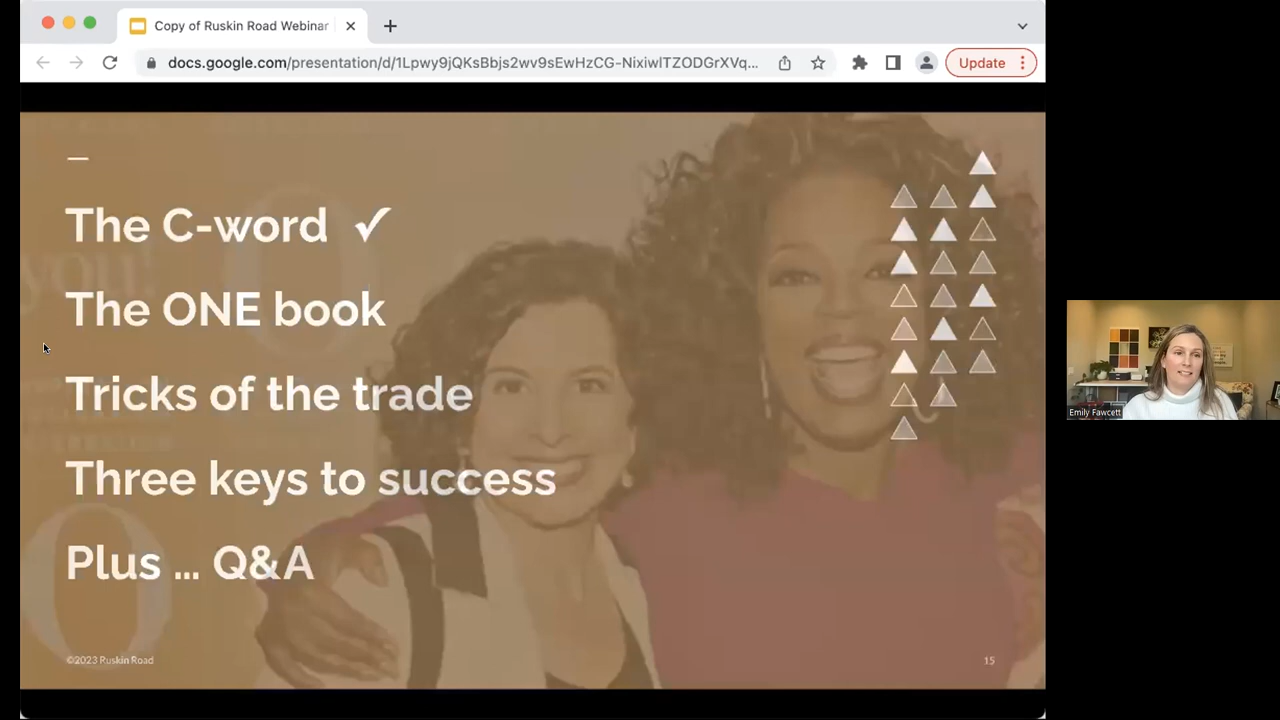 Copy of Ruskin Road Webinar
docs.google.com/presentation/d/1Lpwy9jQKsBbjs2wv9sEwHzCG-NixiwITZODGrXVq...
Update
The C-word ✓
The ONE book
Tricks of the trade
Three keys to success
Plus ... Q&A
©2023 Ruskin Road
15
Emily Fawcett